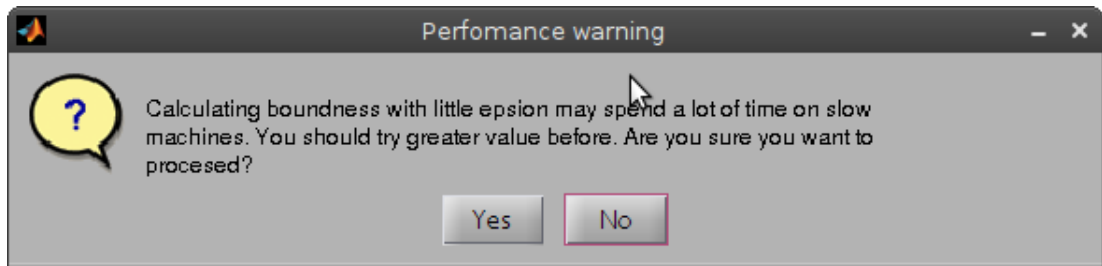 Perfomance warning
?
Calculating boundness with little epsion may spend a lot of time on slow
machines. You should try greater value before. Are you sure you want to
procesed?
Yes No